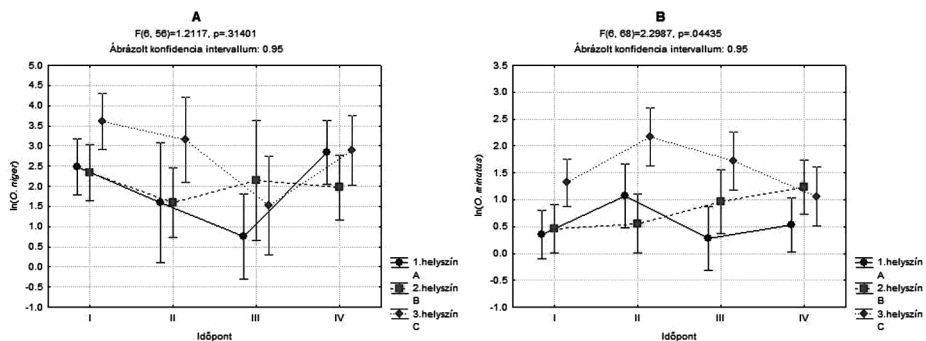 A
F(6, 56)=1.2117, p=.31401
Ábrázolt konfidencia intervallum: 0.95
5.0
4.5
4.0
3.5
3.0
2.5
2.0
1.5
1.0
0.5
0.0
-0.5
-1.0
ln(O. niger)
I II III IV
Időpont
1.helyszín
A
2.helyszín
B
3.helyszín
C
B
F(6, 68)=2.2987, p=.04435
Ábrázolt konfidencia intervallum: 0.95
3.5
3.0
2.5
2.0
1.5
1.0
0.5
0.0
-0.5
-1.0
ln(O. minutus)
I II III IV
Időpont
1.helyszín
A
2.helyszín
B
3.helyszín
C